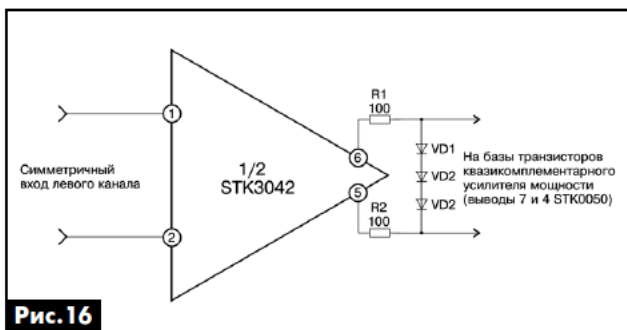 R1
100
1
6
VD1
Симметричный
вход левого канала
1/2
STK3042
VD2
На базы транзисторов
квазикомплементарного
усилителя мощности
(выводы 7 и 4 STK0050)
5
VD2
2
R2
100
Рис.16